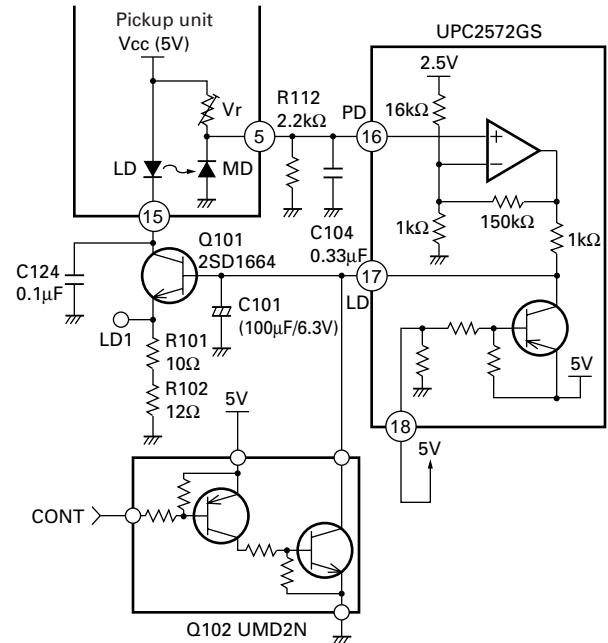 Pickup unit
Vcc (5V)
UPC2572GS
2.5V
Vr
R112
2.2kΩ
PD
5
16
16kΩ
+
−
LD
MD
15
1kΩ
150kΩ
1kΩ
C104
0.33μF
Q101
2SD1664
C124
0.1μF
17
LD
C101
(100μF/6.3V)
LD1
R101
10Ω
R102
12Ω
5V
5V
18
5V
CONT
Q102 UMD2N